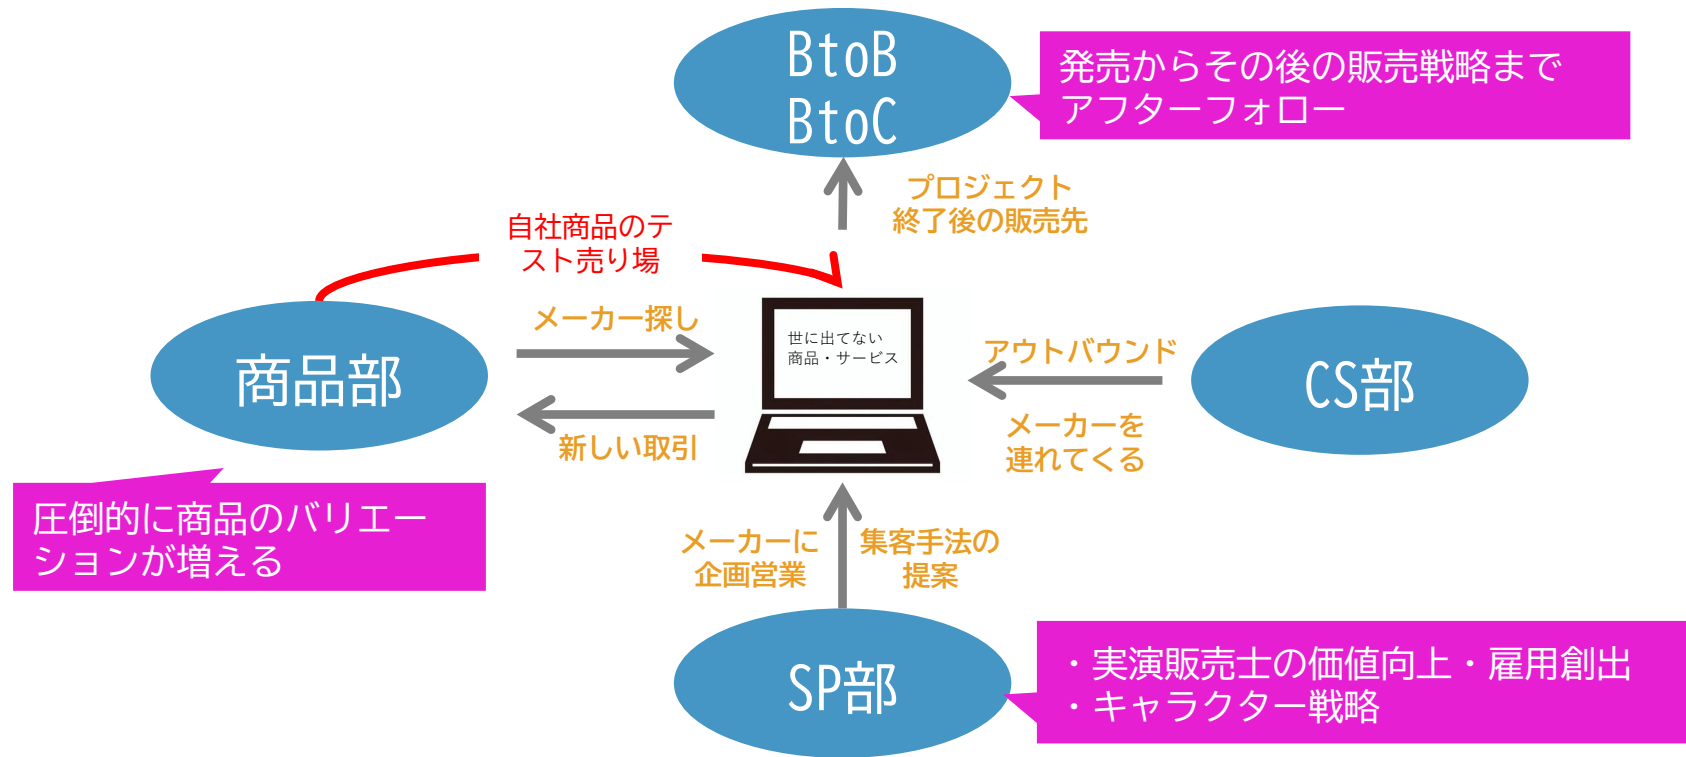 BtoB
BtoC
発売からその後の販売戦略まで
アフターフォロー
プロジェクト
終了後の販売先
自社商品のテ
スト売り場
メーカー探し
世に出てない
商品・サービス
アウトバウンド
商品部
CS部
新しい取引
メーカーを
連れてくる
圧倒的に商品のバリエー
ションが増える
メーカーに
企画営業
集客手法の
提案
SP部
・実演販売士の価値向上・雇用創出
・キャラクター戦略